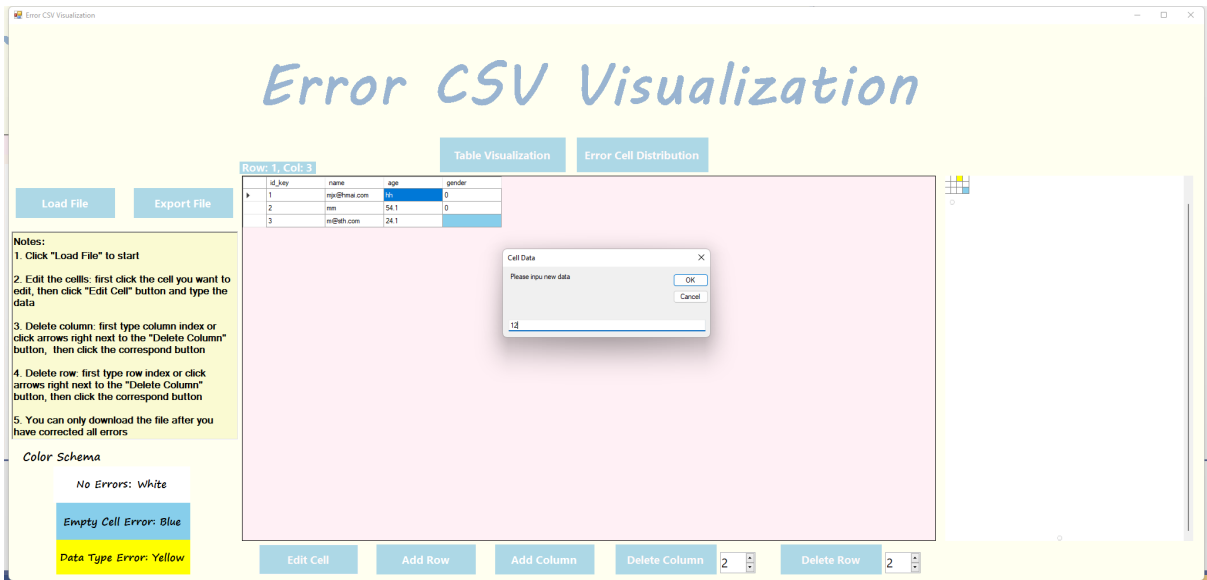 Error CSV Visualization
Error CSV Visualization
Table Visualization
Error Cell Distribution
Row: 1, Col: 3
Load File
Export File
id_key name age gender
1 mjx@hmai.com hh 0
2 mm 54.1 0
3 m@sth.com 24.1
Notes:
1. Click "Load File" to start
2. Edit the cellls: first click the cell you want to
edit, then click "Edit Cell" button and type the
data
3. Delete column: first type column index or
click arrows right next to the "Delete Column"
button, then click the correspond button
4. Delete row: first type row index or click
arrows right next to the "Delete Column"
button, then click the correspond button
5. You can only download the file after you
have corrected all errors
Cell Data
Please inpu new data
OK
Cancel
12
Color Schema
No Errors: White
Empty Cell Error: Blue
Data Type Error: Yellow
Edit Cell
Add Row
Add Column
Delete Column
2
Delete Row
2